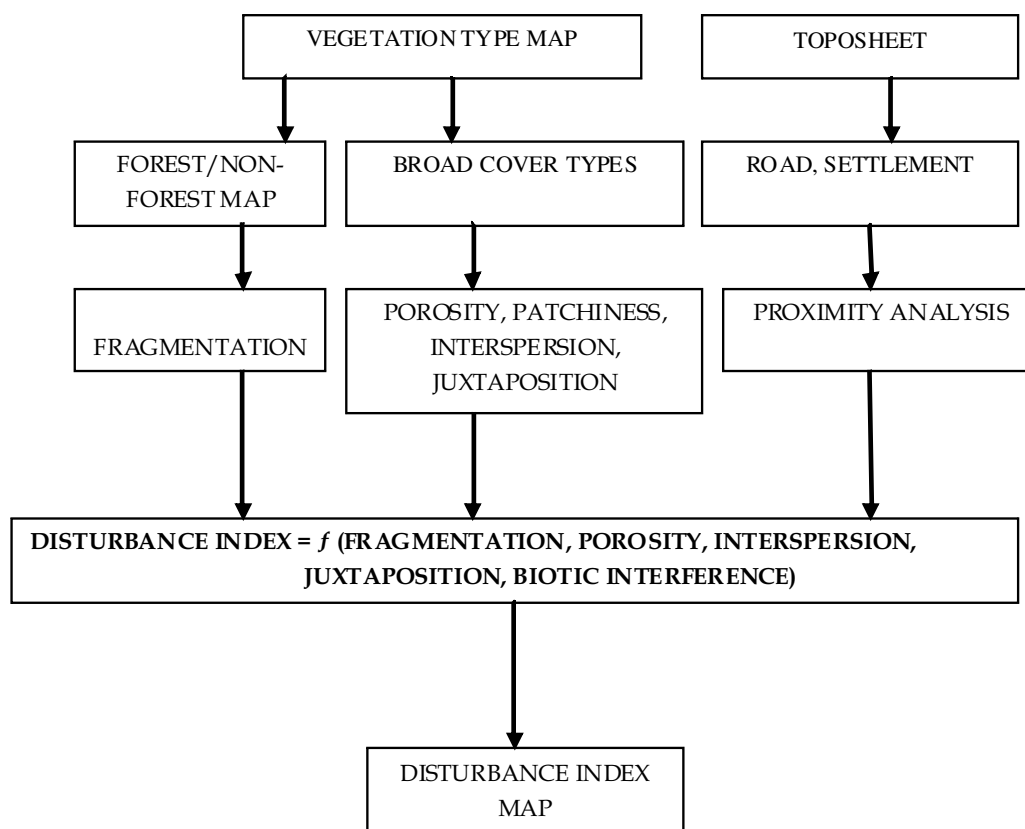 VEGETATION TYPE MAP
TOPOSHEET
FOREST/NON-
FOREST MAP
BROAD COVER TYPES
ROAD, SETTLEMENT
FRAGMENTATION
POROSITY, PATCHINESS,
INTERSPERSION,
JUXTAPOSITION
PROXIMITY ANALYSIS
DISTURBANCE INDEX = ƒ (FRAGMENTATION, POROSITY, INTERSPERSION,
JUXTAPOSITION, BIOTIC INTERFERENCE)
DISTURBANCE INDEX
MAP